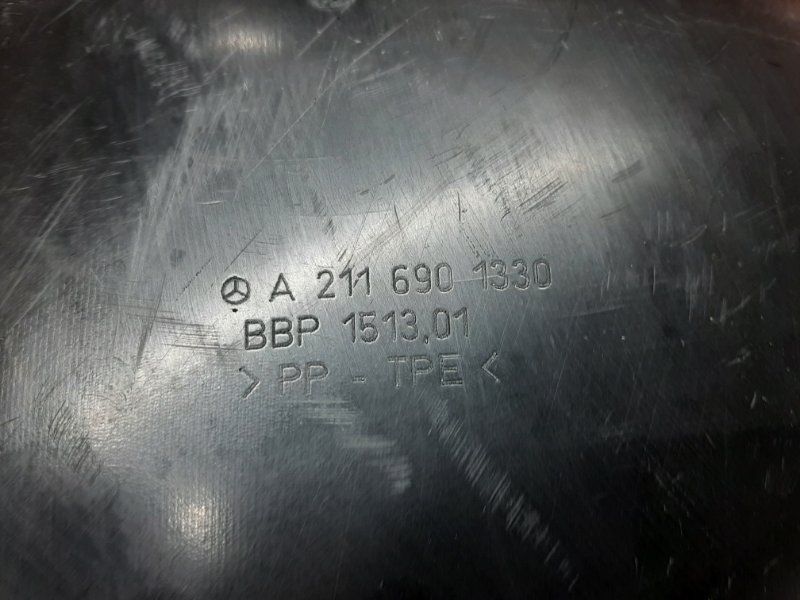 A 211 690 1330
BBP 1513.01
> PP - TPE <